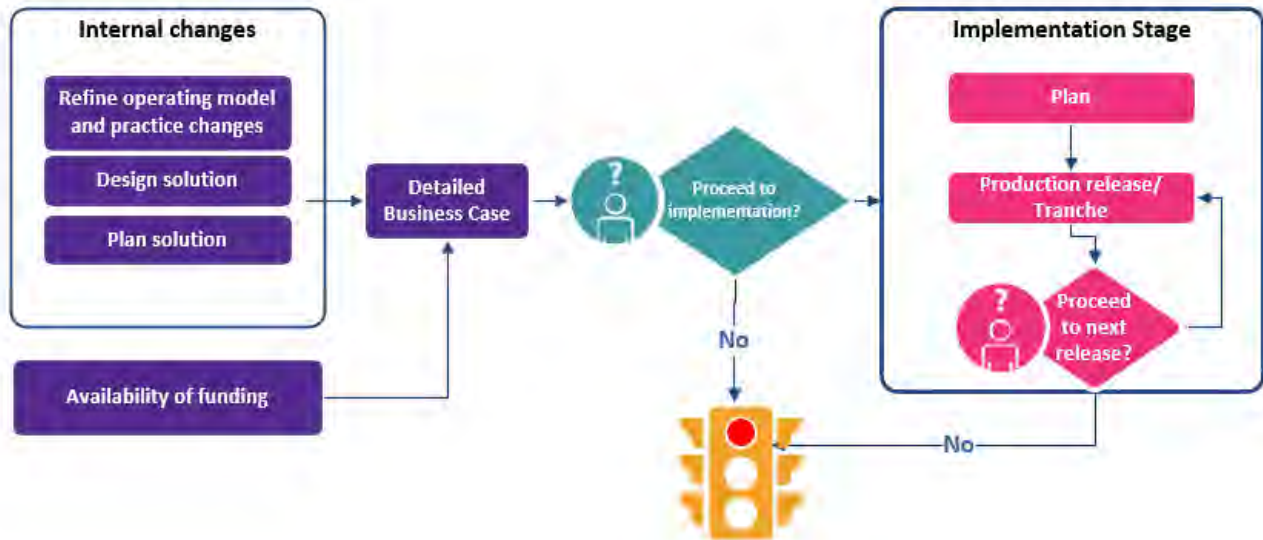 Internal changes
Refine operating model
and practice changes
Design solution
Plan solution
Availability of funding
Detailed
Business Case
?
Proceed to
implementation?
No
Implementation Stage
Plan
Production release/
Tranche
?
Proceed
to next
release?
No